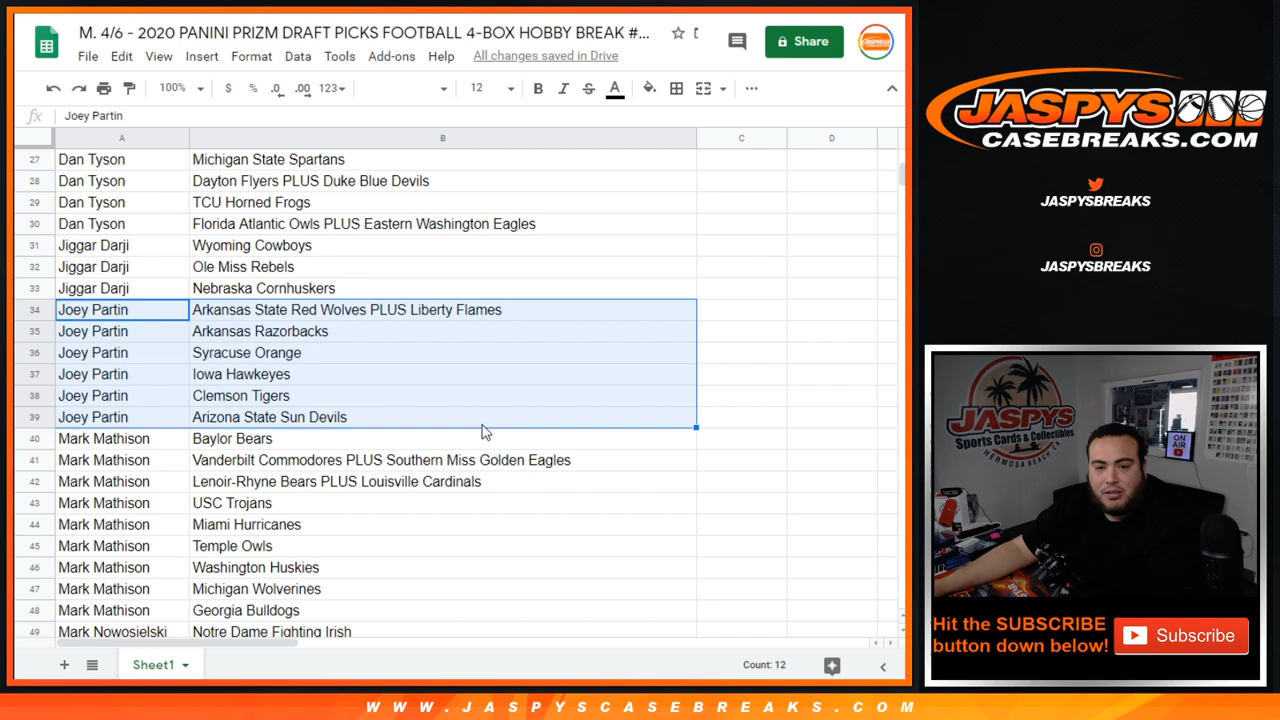 M. 4/6 - 2020 PANINI PRIZM DRAFT PICKS FOOTBALL 4-BOX HOBBY BREAK #...
Share
File Edit View Insert Format Data Tools Add-ons Help All changes saved in Drive
100% $ % .0 .00 123 12 B I S A
fx Joey Partin
A B C D
27 Dan Tyson Michigan State Spartans
28 Dan Tyson Dayton Flyers PLUS Duke Blue Devils
29 Dan Tyson TCU Horned Frogs
30 Dan Tyson Florida Atlantic Owls PLUS Eastern Washington Eagles
31 Jiggar Darji Wyoming Cowboys
32 Jiggar Darji Ole Miss Rebels
33 Jiggar Darji Nebraska Cornhuskers
34 Joey Partin Arkansas State Red Wolves PLUS Liberty Flames
35 Joey Partin Arkansas Razorbacks
36 Joey Partin Syracuse Orange
37 Joey Partin Iowa Hawkeyes
38 Joey Partin Clemson Tigers
39 Joey Partin Arizona State Sun Devils
40 Mark Mathison Baylor Bears
41 Mark Mathison Vanderbilt Commodores PLUS Southern Miss Golden Eagles
42 Mark Mathison Lenoir-Rhyne Bears PLUS Louisville Cardinals
43 Mark Mathison USC Trojans
44 Mark Mathison Miami Hurricanes
45 Mark Mathison Temple Owls
46 Mark Mathison Washington Huskies
47 Mark Mathison Michigan Wolverines
48 Mark Mathison Georgia Bulldogs
49 Mark Nowosielski Notre Dame Fighting Irish
Sheet1 Count: 12
JASPYS
CASEBREAKS.COM
JASPYSBREAKS
JASPYSBREAKS
JASPYS
Sports Cards & Collectibles
HERMOSA BEACH CA
ON AIR
Hit the SUBSCRIBE
button down below!
Subscribe
WWW.JASPYSCASEBREAKS.COM